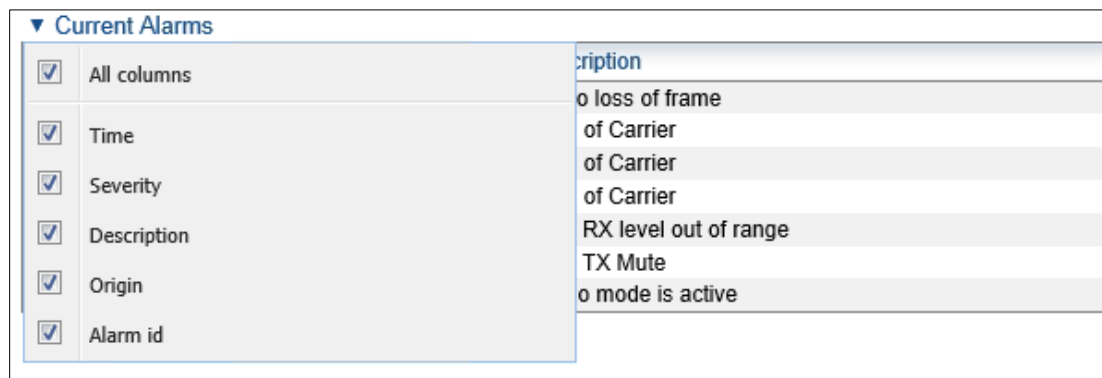 ▼ Current Alarms
All columns
Time
Severity
Description
Origin
Alarm id
cription
o loss of frame
of Carrier
of Carrier
of Carrier
RX level out of range
TX Mute
o mode is active